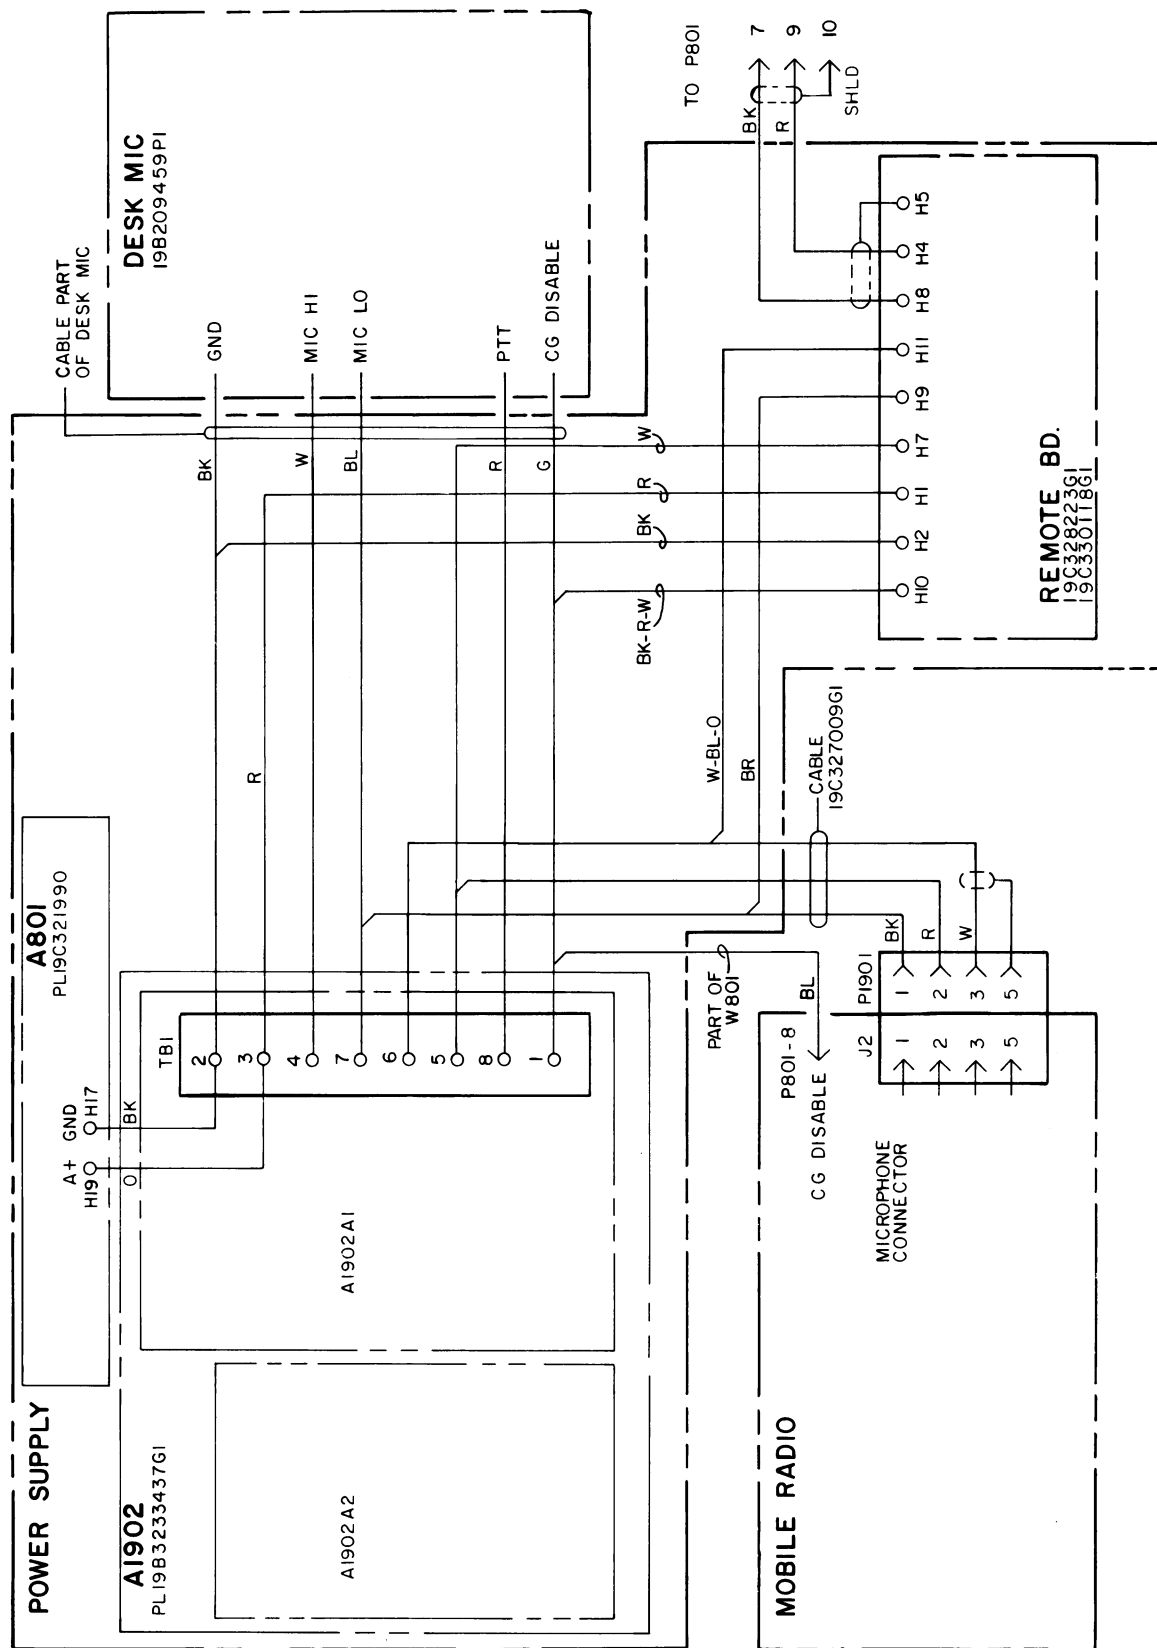 POWER SUPPLY
A801
PL19C321990
A+
GND
H19
H17
O
BK
A1902
PL19B3233437G1
A1902A2
A1902A1
TB1
2
3
4
7
6
5
8
1
R
CABLE PART
OF DESK MIC
DESK MIC
19B209459P1
GND
MIC HI
MIC LO
PTT
CG DISABLE
BK
W
BL
R
G
BK-R-W
BK
R
W
W-BL-O
BR
TO P801
7
9
10
BK
R
SHLD
H10
H2
H1
H7
H9
H11
H8
H4
H5
REMOTE BD.
19C328223G1
19C330118G1
CABLE
19C327009G1
PART OF
W801
BL
P801-8
CG DISABLE
MOBILE RADIO
MICROPHONE
CONNECTOR
J2
P1901
1
1
BK
2
2
R
3
3
W
5
5